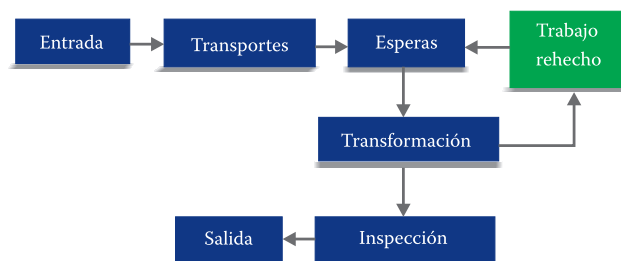 Entrada
Transportes
Esperas
Trabajo
rehecho
Transformación
Salida
Inspección